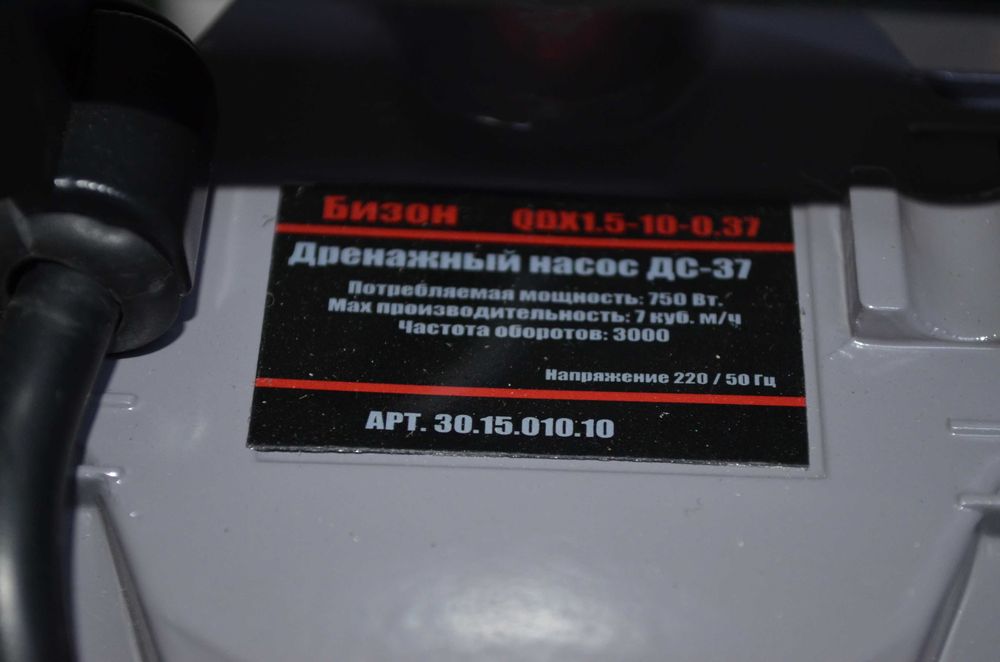 Бизон QDX1.5-10-0.37
Дренажный насос ДС-37
Потребляемая мощность: 750 Вт.
Мах производительность: 7 куб. м/ч
Частота оборотов: 3000
Напряжение 220 / 50 Гц
АРТ. 30.15.010.10